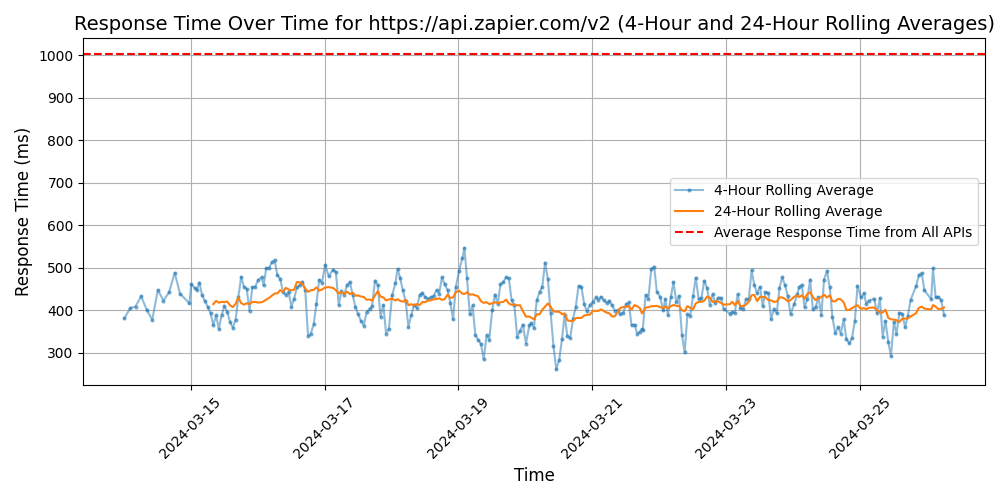 Response Time Over Time for https://api.zapier.com/v2 (4-Hour and 24-Hour Rolling Averages)
Response Time (ms)
1000
900
800
700
600
500
400
300
4-Hour Rolling Average
24-Hour Rolling Average
Average Response Time from All APIs
2024-03-15
2024-03-17
2024-03-19
2024-03-21
2024-03-23
2024-03-25
Time